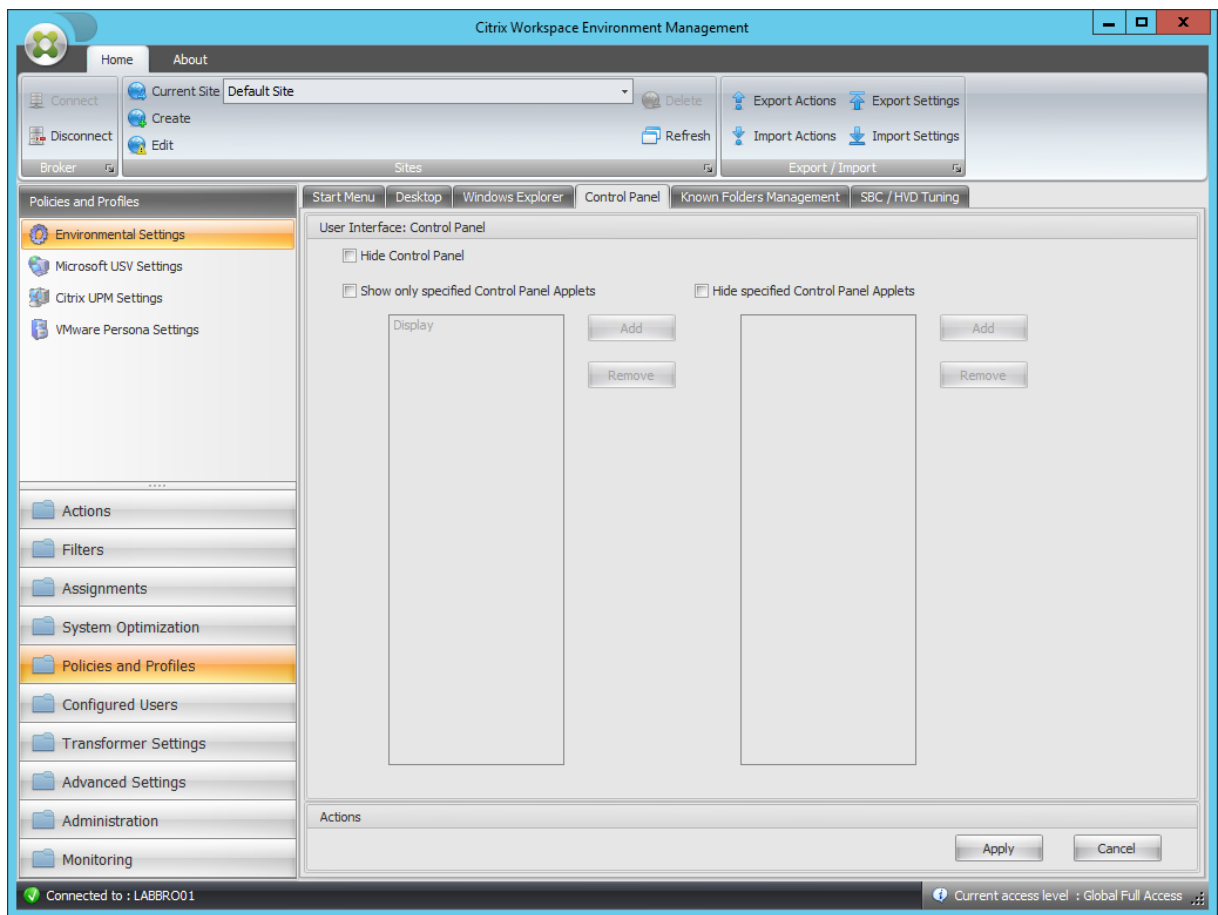 Citrix Workspace Environment Management
Home About
Connect
Disconnect
Broker
Current Site Default Site
Create
Edit
Delete
Refresh
Sites
Export Actions Export Settings
Import Actions Import Settings
Export / Import
Policies and Profiles
Environmental Settings
Microsoft USV Settings
Citrix UPM Settings
VMware Persona Settings
Actions
Filters
Assignments
System Optimization
Policies and Profiles
Configured Users
Transformer Settings
Advanced Settings
Administration
Monitoring
Start Menu Desktop Windows Explorer Control Panel Known Folders Management SBC / HVD Tuning
User Interface: Control Panel
Hide Control Panel
Show only specified Control Panel Applets Hide specified Control Panel Applets
Display
Add Add
Remove Remove
Actions
Apply Cancel
Connected to : LABBRO01
Current access level : Global Full Access